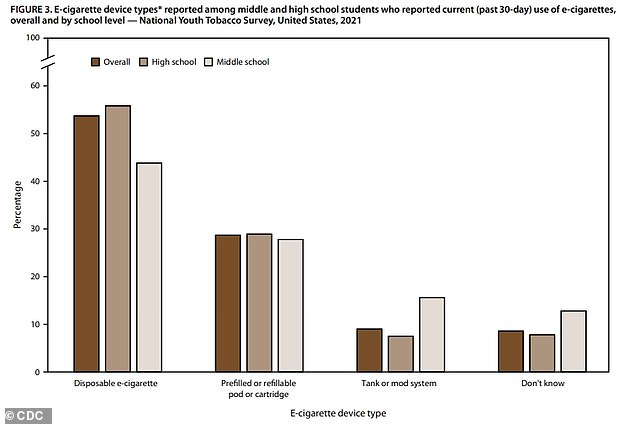 FIGURE 3. E-cigarette device types* reported among middle and high school students who reported current (past 30-day) use of e-cigarettes,
overall and by school level — National Youth Tobacco Survey, United States, 2021
100
Overall High school Middle school
60
50
40
30
20
10
0
Percentage
Disposable e-cigarette Prefilled or refillable Tank or mod system Don't know
pod or cartridge
E-cigarette device type
© CDC